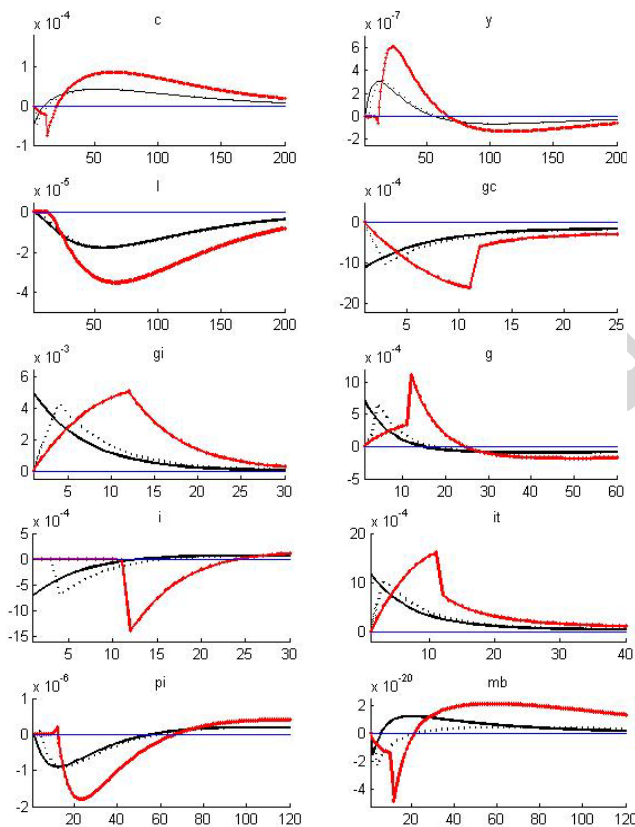 x 10⁻⁴
c
1
0
-1
50 100 150 200
x 10⁻⁷
y
6
4
2
0
-2
50 100 150 200
x 10⁻⁵
l
0
-2
-4
50 100 150 200
x 10⁻⁴
gc
0
-10
-20
5 10 15 20 25
x 10⁻³
gi
6
4
2
0
5 10 15 20 25 30
x 10⁻⁴
g
10
5
0
-5
10 20 30 40 50 60
x 10⁻⁴
i
5
0
-5
-10
-15
5 10 15 20 25 30
x 10⁻⁴
it
20
10
0
10 20 30 40
x 10⁻⁶
pi
1
0
-1
-2
20 40 60 80 100 120
x 10⁻²⁰
mb
2
0
-2
-4
20 40 60 80 100 120